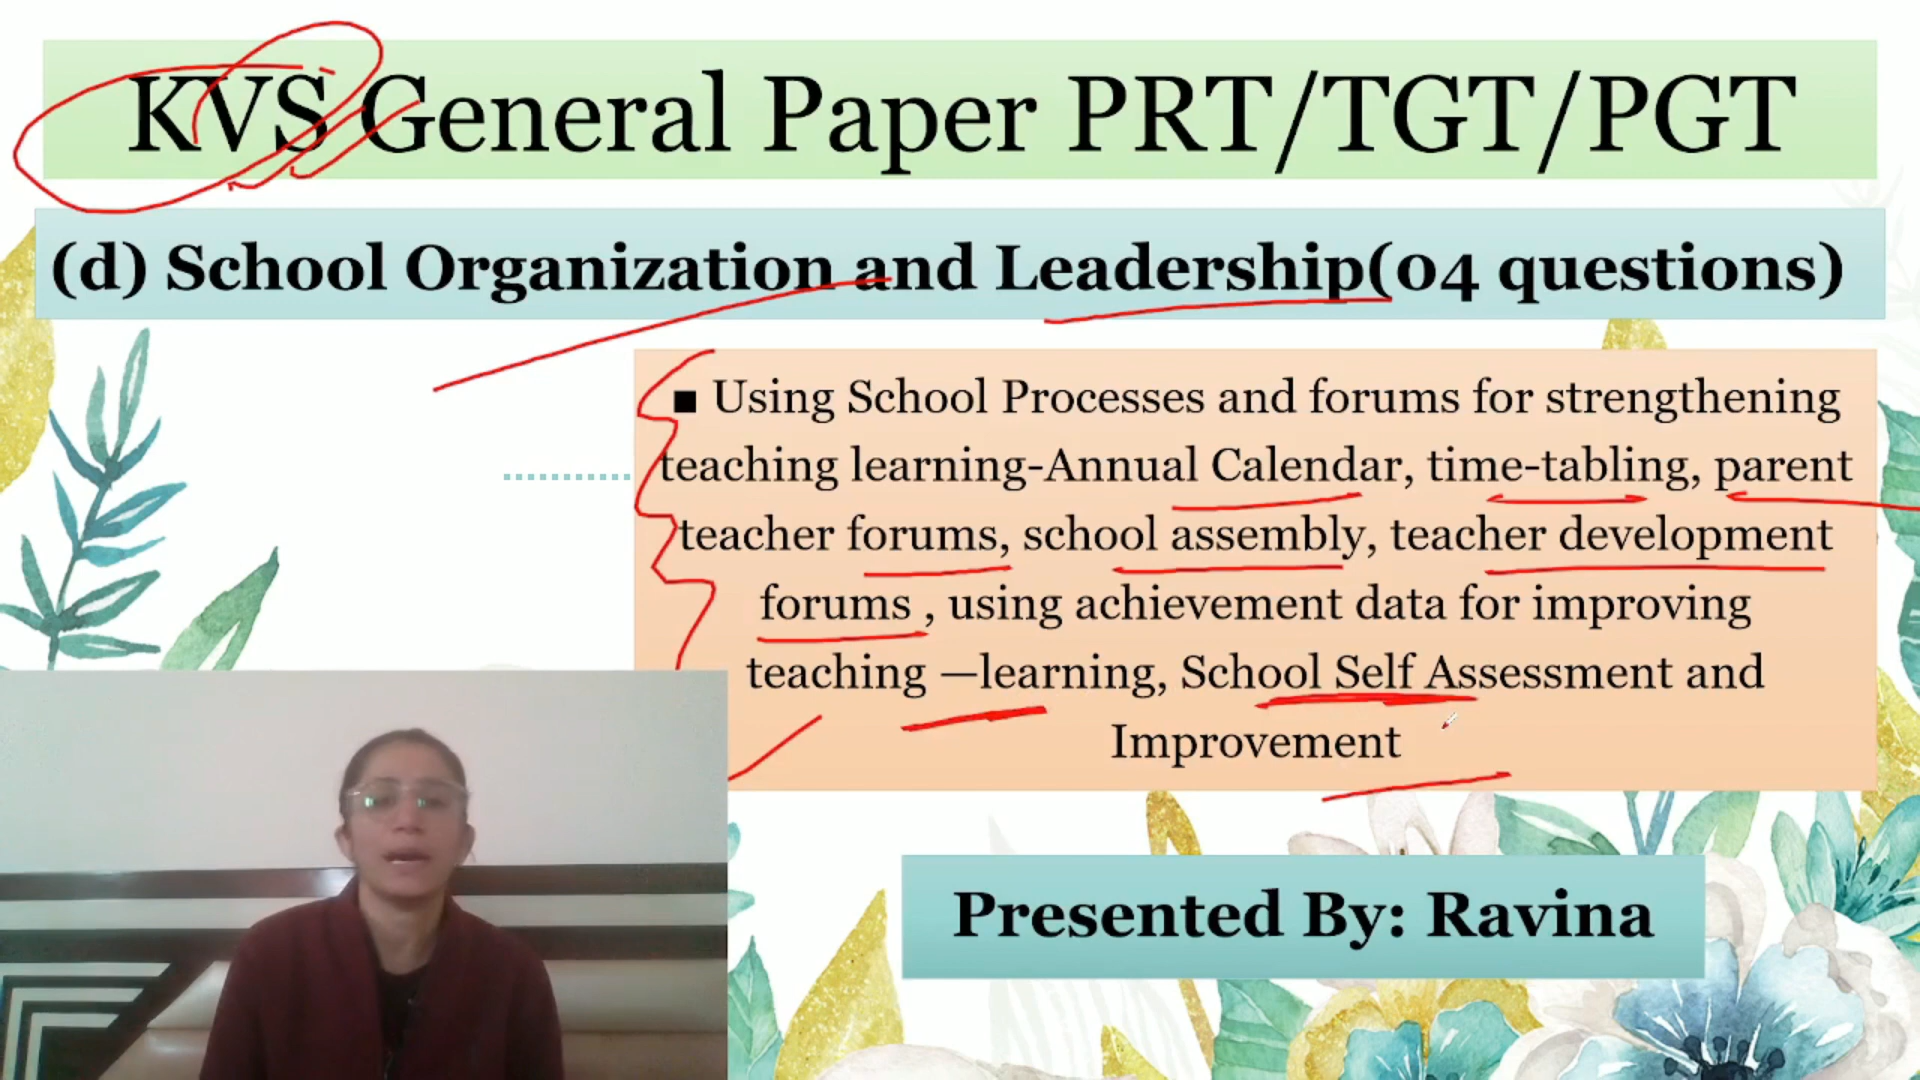 KVS General Paper PRT/TGT/PGT
(d) School Organization and Leadership(04 questions)
▪ Using School Processes and forums for strengthening
teaching learning-Annual Calendar, time-tabling, parent
teacher forums, school assembly, teacher development
forums , using achievement data for improving
teaching —learning, School Self Assessment and
Improvement
Presented By: Ravina